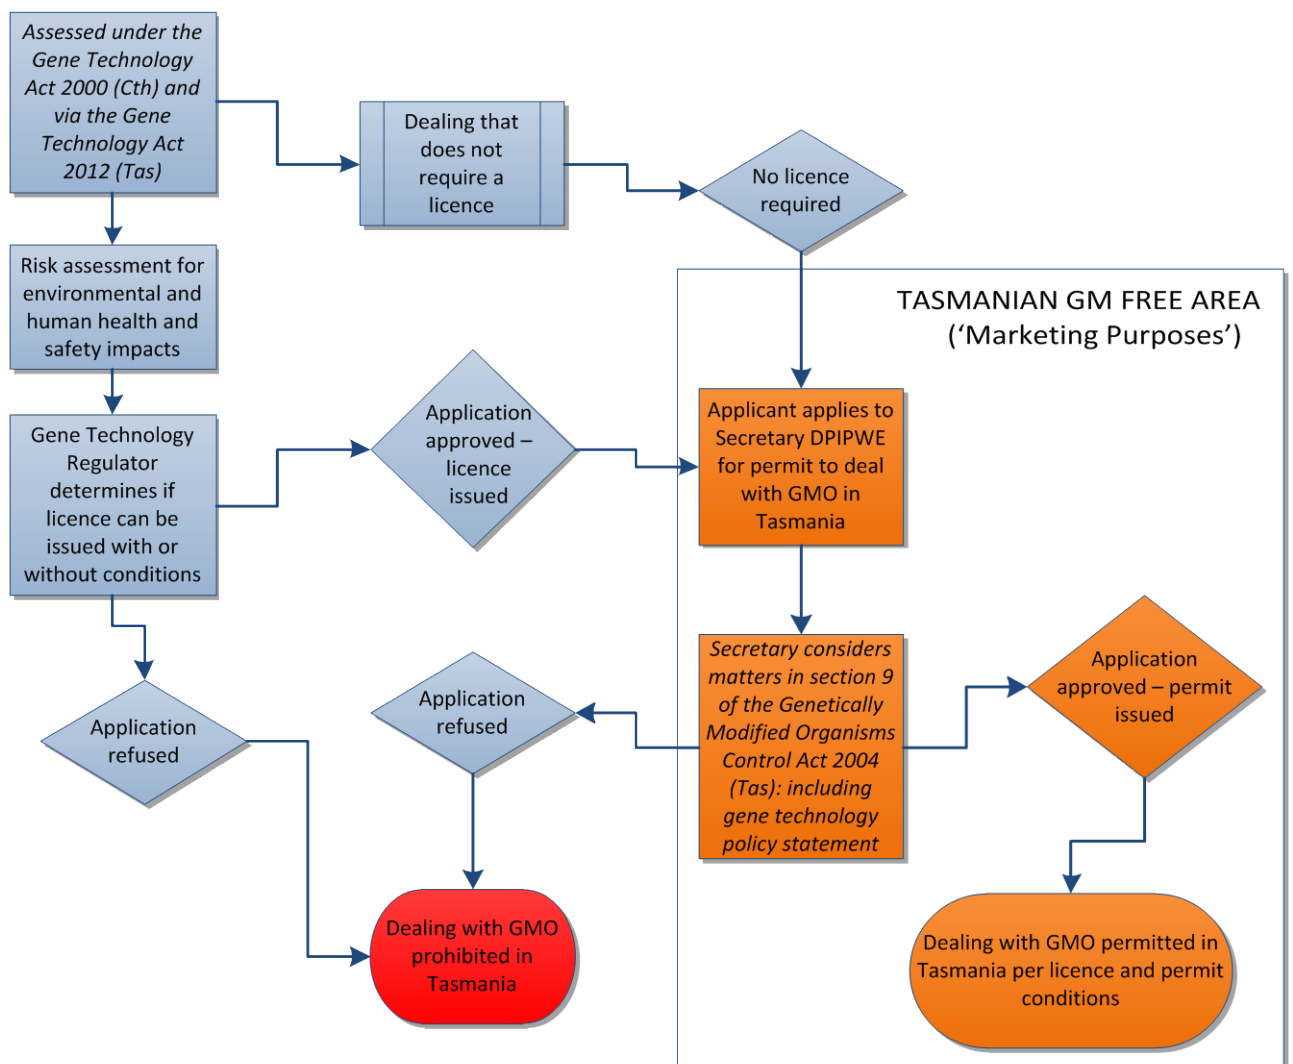 Assessed under the
Gene Technology
Act 2000 (Cth) and
via the Gene
Technology Act
2012 (Tas)
Dealing that
does not
require a
licence
No licence
required
Risk assessment for
environmental and
human health and
safety impacts
TASMANIAN GM FREE AREA
(‘Marketing Purposes’)
Gene Technology
Regulator
determines if
licence can be
issued with or
without conditions
Application
approved –
licence
issued
Applicant applies to
Secretary DPIPWE
for permit to deal
with GMO in
Tasmania
Application
refused
Application
refused
Secretary considers
matters in section 9
of the Genetically
Modified Organisms
Control Act 2004
(Tas): including
gene technology
policy statement
Application
approved – permit
issued
Dealing with GMO
prohibited in
Tasmania
Dealing with GMO permitted in
Tasmania per licence and permit
conditions